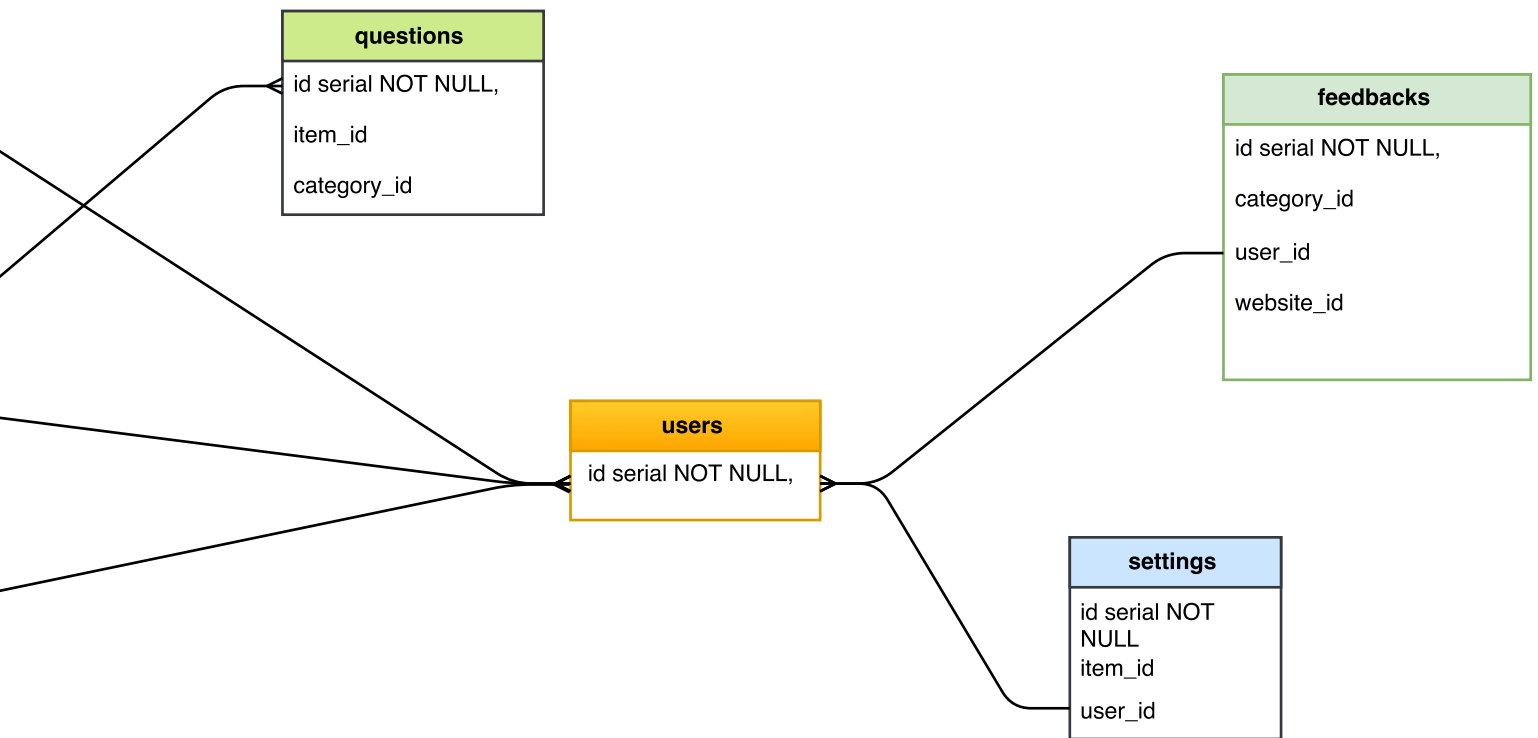 questions
id serial NOT NULL,
item_id
category_id
feedbacks
id serial NOT NULL,
category_id
user_id
website_id
users
id serial NOT NULL,
settings
id serial NOT
NULL
item_id
user_id